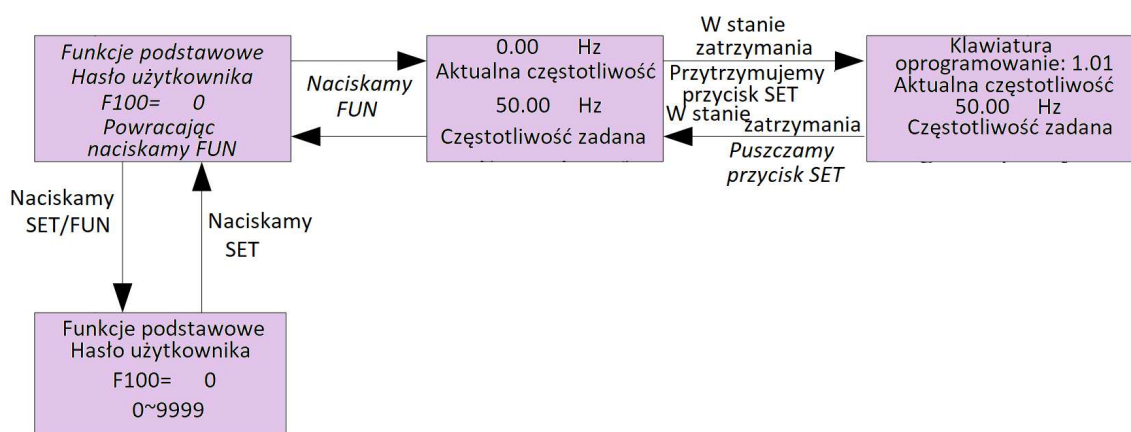 Funkcje podstawowe
Hasło użytkownika
F100= 0
Powracając
naciskamy FUN
Naciskamy
FUN
0.00 Hz
Aktualna częstotliwość
50.00 Hz
Częstotliwość zadana
W stanie
zatrzymania
Przytrzymujemy
przycisk SET
W stanie
zatrzymania
Puszczamy
przycisk SET
Klawiatura
oprogramowanie: 1.01
Aktualna częstotliwość
50.00 Hz
Częstotliwość zadana
Naciskamy
SET/FUN
Naciskamy
SET
Funkcje podstawowe
Hasło użytkownika
F100= 0
0~9999